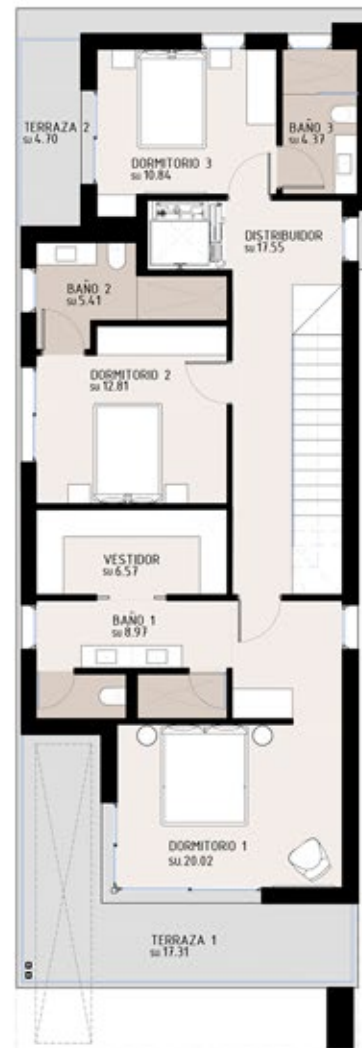 TERRAZA 2
su 4.70
DORMITORIO 3
su 10.84
BAÑO 3
su 4.37
DISTRIBUIDOR
su 17.55
BAÑO 2
su 5.41
DORMITORIO 2
su 12.81
VESTIDOR
su 6.57
BAÑO 1
su 8.97
DORMITORIO 1
su 20.02
TERRAZA 1
su 17.31